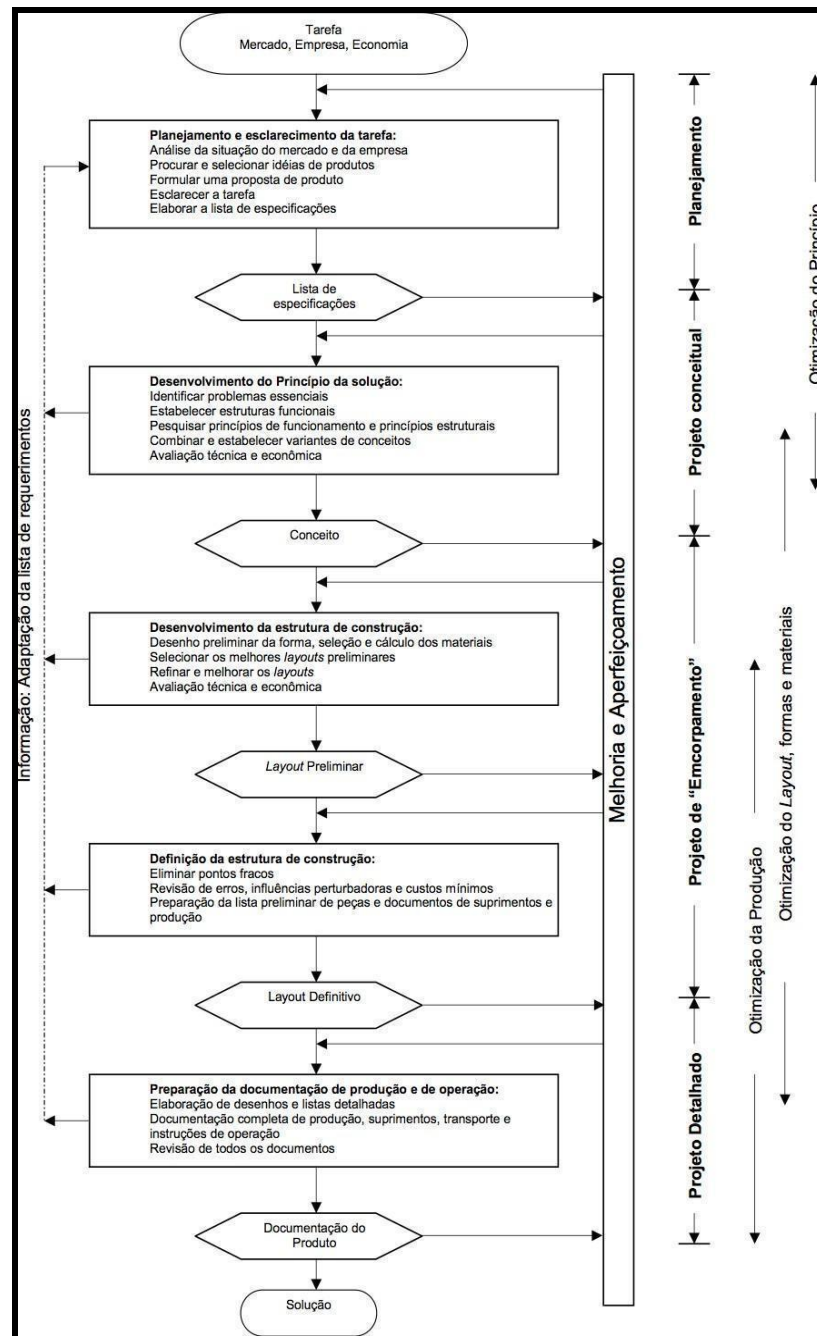 Tarefa
Mercado, Empresa, Economia
Planejamento e esclarecimento da tarefa:
Análise da situação do mercado e da empresa
Procurar e selecionar idéias de produtos
Formular uma proposta de produto
Esclarecer a tarefa
Elaborar a lista de especificações
Lista de
especificações
Desenvolvimento do Princípio da solução:
Identificar problemas essenciais
Estabelecer estruturas funcionais
Pesquisar princípios de funcionamento e princípios estruturais
Combinar e estabelecer variantes de conceitos
Avaliação técnica e econômica
Conceito
Desenvolvimento da estrutura de construção:
Desenho preliminar da forma, seleção e cálculo dos materiais
Selecionar os melhores layouts preliminares
Refinar e melhorar os layouts
Avaliação técnica e econômica
Layout Preliminar
Definição da estrutura de construção:
Eliminar pontos fracos
Revisão de erros, influências perturbadoras e custos mínimos
Preparação da lista preliminar de peças e documentos de suprimentos e
produção
Layout Definitivo
Preparação da documentação de produção e de operação:
Elaboração de desenhos e listas detalhadas
Documentação completa de produção, suprimentos, transporte e
instruções de operação
Revisão de todos os documentos
Documentação do
Produto
Solução
Informação: Adaptação da lista de requerimentos
Melhoria e Aperfeiçoamento
Planejamento
Projeto conceitual
Projeto de “Emcorpamento”
Projeto Detalhado
Otimização da Produção
Otimização do Layout, formas e materiais
Otimização do Princípio